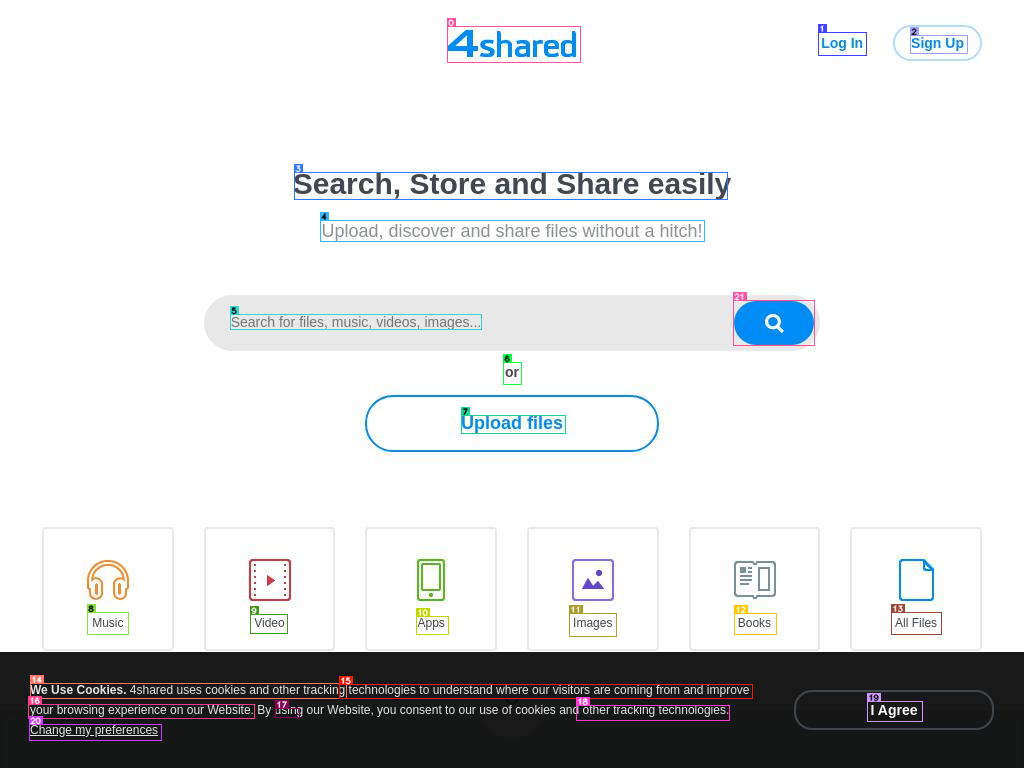 4shared
Log In
Sign Up
Search, Store and Share easily
Upload, discover and share files without a hitch!
Search for files, music, videos, images...
or
Upload files
Music
Video
Apps
Images
Books
All Files
We Use Cookies. 4shared uses cookies and other tracking technologies to understand where our visitors are coming from and improve
your browsing experience on our Website. By using our Website, you consent to our use of cookies and other tracking technologies.
Change my preferences
I Agree
0
1
2
3
4
5
6
7
8
9
10
11
12
13
14
15
16
17
18
19
20
21